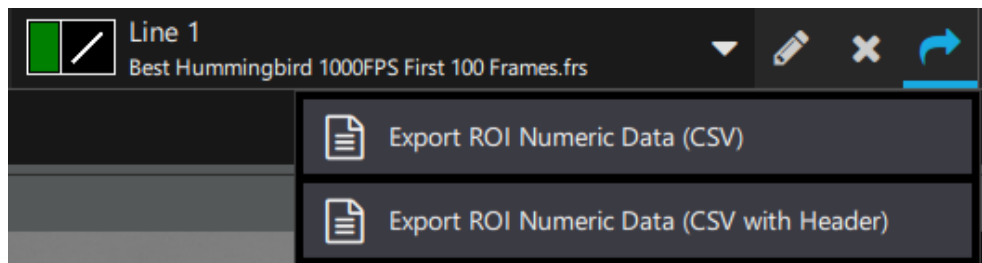 Line 1
Best Hummingbird 1000FPS First 100 Frames.frs
Export ROI Numeric Data (CSV)
Export ROI Numeric Data (CSV with Header)